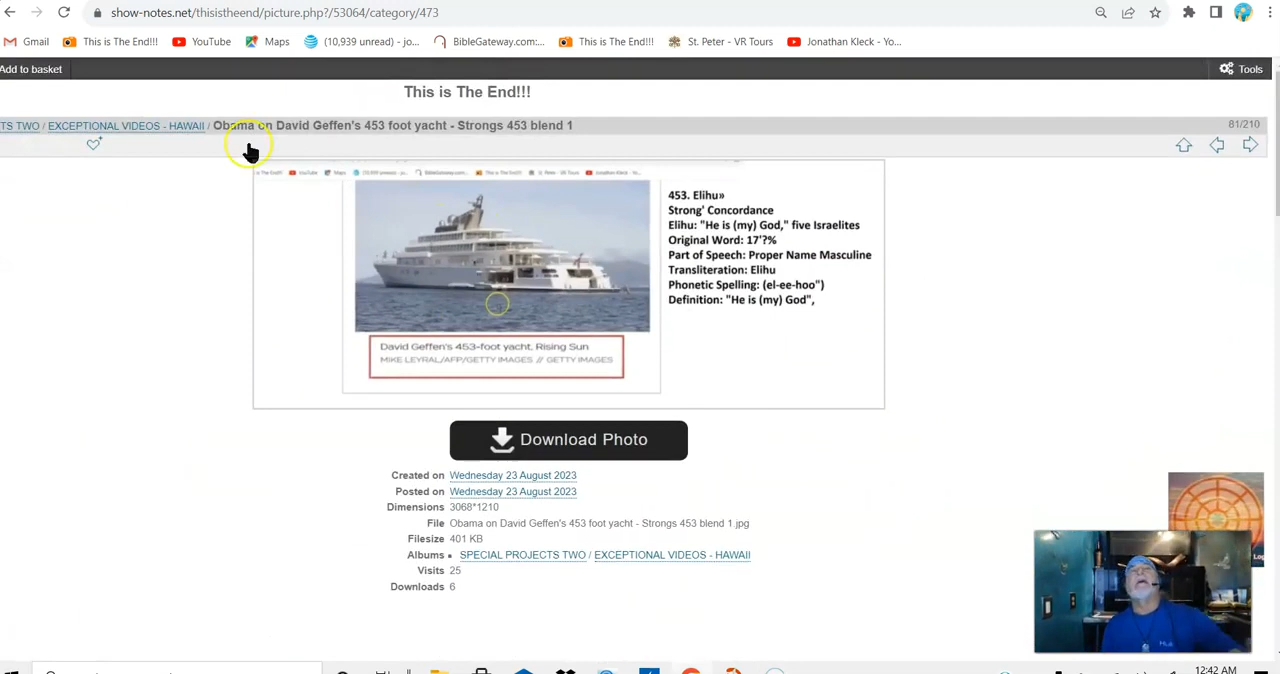 show-notes.net/thisistheend/picture.php?/53064/category/473
Gmail This is The End!!! YouTube Maps (10,939 unread) - jo... BibleGateway.com:... This is The End!!! St. Peter - VR Tours Jonathan Kleck - Yo...
Add to basket Tools
This is The End!!!
TS TWO / EXCEPTIONAL VIDEOS - HAWAII / Obama on David Geffen's 453 foot yacht - Strongs 453 blend 1 81/210
453. Elihu»
Strong' Concordance
Elihu: "He is (my) God," five Israelites
Original Word: 17'?%
Part of Speech: Proper Name Masculine
Transliteration: Elihu
Phonetic Spelling: (el-ee-hoo")
Definition: "He is (my) God",
David Geffen's 453-foot yacht, Rising Sun
MIKE LEYRAL/AFP/GETTY IMAGES // GETTY IMAGES
Download Photo
Created on Wednesday 23 August 2023
Posted on Wednesday 23 August 2023
Dimensions 3068*1210
File Obama on David Geffen's 453 foot yacht - Strongs 453 blend 1.jpg
Filesize 401 KB
Albums SPECIAL PROJECTS TWO / EXCEPTIONAL VIDEOS - HAWAII
Visits 25
Downloads 6
12:42 AM